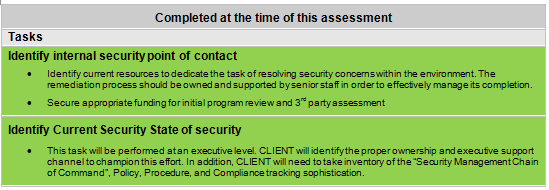 Completed at the time of this assessment
Tasks
Identify internal security point of contact
• Identify current resources to dedicate the task of resolving security concerns within the environment. The
remediation process should be owned and supported by senior staff in order to effectively manage its completion.
• Secure appropriate funding for initial program review and 3rd party assessment
Identify Current Security State of security
• This task will be performed at an executive level. CLIENT will identify the proper ownership and executive support
channel to champion this effort. In addition, CLIENT will need to take inventory of the “Security Management Chain
of Command”, Policy, Procedure, and Compliance tracking sophistication.